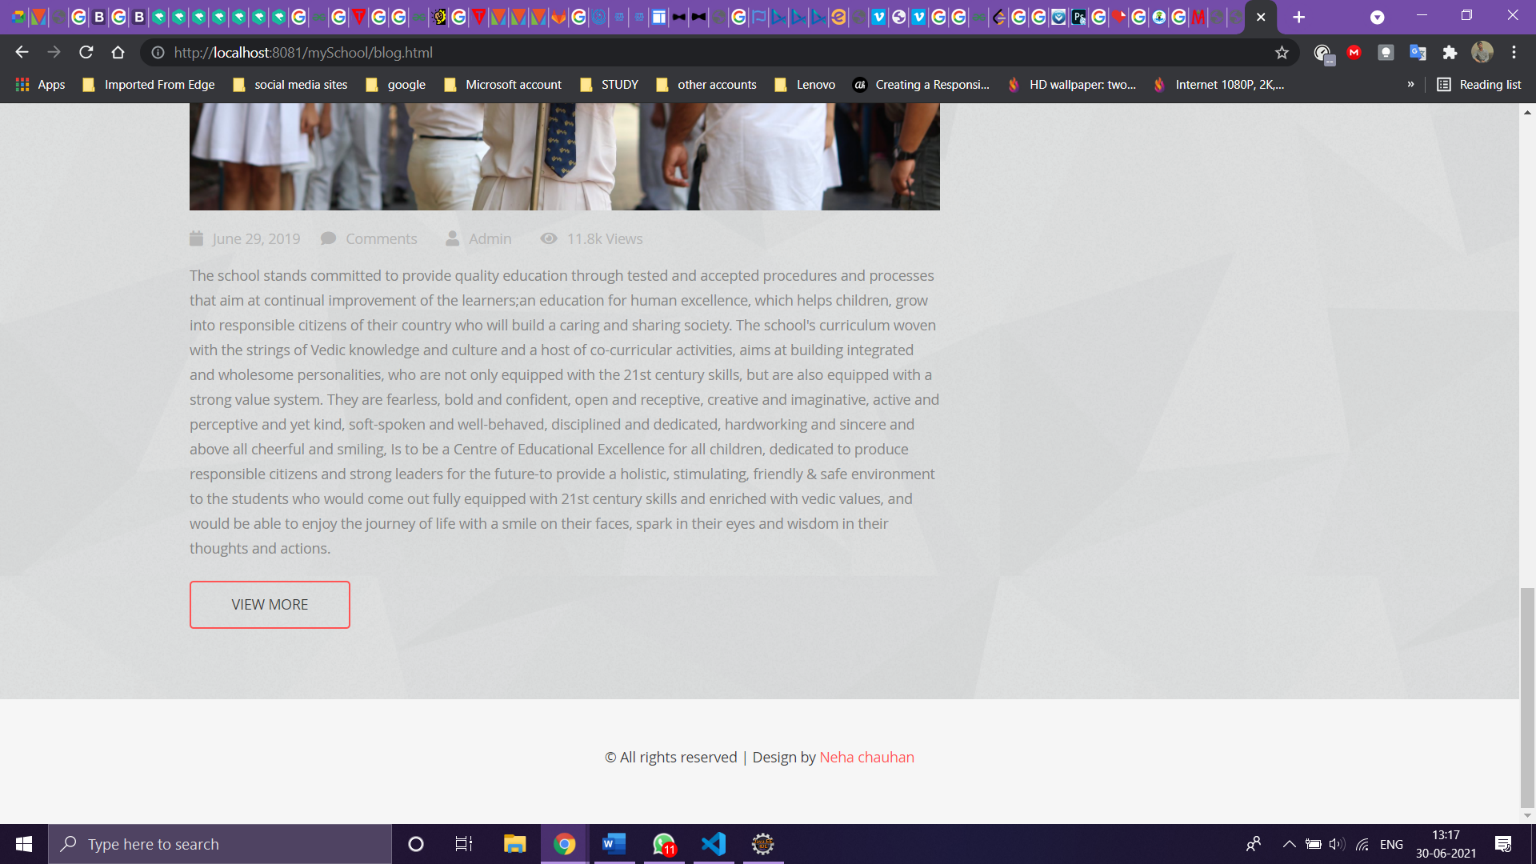 http://localhost:8081/mySchool/blog.html
Apps Imported From Edge social media sites google Microsoft account STUDY other accounts Lenovo Creating a Responsi... HD wallpaper: two... Internet 1080P, 2K,... » Reading list
June 29, 2019 Comments Admin 11.8k Views
The school stands committed to provide quality education through tested and accepted procedures and processes
that aim at continual improvement of the learners;an education for human excellence, which helps children, grow
into responsible citizens of their country who will build a caring and sharing society. The school's curriculum woven
with the strings of Vedic knowledge and culture and a host of co-curricular activities, aims at building integrated
and wholesome personalities, who are not only equipped with the 21st century skills, but are also equipped with a
strong value system. They are fearless, bold and confident, open and receptive, creative and imaginative, active and
perceptive and yet kind, soft-spoken and well-behaved, disciplined and dedicated, hardworking and sincere and
above all cheerful and smiling, Is to be a Centre of Educational Excellence for all children, dedicated to produce
responsible citizens and strong leaders for the future-to provide a holistic, stimulating, friendly & safe environment
to the students who would come out fully equipped with 21st century skills and enriched with vedic values, and
would be able to enjoy the journey of life with a smile on their faces, spark in their eyes and wisdom in their
thoughts and actions.
VIEW MORE
© All rights reserved | Design by Neha chauhan
Type here to search
11
ENG
13:17
30-06-2021